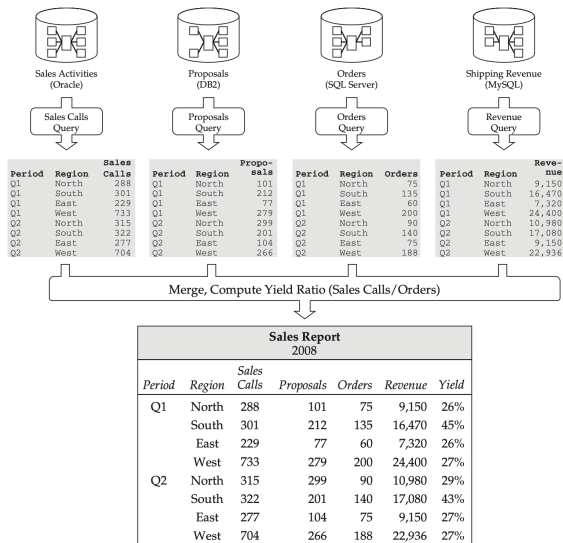 Sales Activities
(Oracle)
Proposals
(DB2)
Orders
(SQL Server)
Shipping Revenue
(MySQL)
Sales Calls
Query
Proposals
Query
Orders
Query
Revenue
Query
Sales
Period Region Calls
Q1 North 288
Q1 South 301
Q1 East 229
Q1 West 733
Q2 North 315
Q2 South 322
Q2 East 277
Q2 West 704
Propo-
Period Region sals
Q1 North 101
Q1 South 212
Q1 East 77
Q1 West 279
Q2 North 299
Q2 South 201
Q2 East 104
Q2 West 266
Period Region Orders
Q1 North 75
Q1 South 135
Q1 East 60
Q1 West 200
Q2 North 90
Q2 South 140
Q2 East 75
Q2 West 188
Reve-
Period Region nue
Q1 North 9,150
Q1 South 16,470
Q1 East 7,320
Q1 West 24,400
Q2 North 10,980
Q2 South 17,080
Q2 East 9,150
Q2 West 22,936
Merge, Compute Yield Ratio (Sales Calls/Orders)
Sales Report
2008
Sales
Period Region Calls Proposals Orders Revenue Yield
Q1 North 288 101 75 9,150 26%
South 301 212 135 16,470 45%
East 229 77 60 7,320 26%
West 733 279 200 24,400 27%
Q2 North 315 299 90 10,980 29%
South 322 201 140 17,080 43%
East 277 104 75 9,150 27%
West 704 266 188 22,936 27%